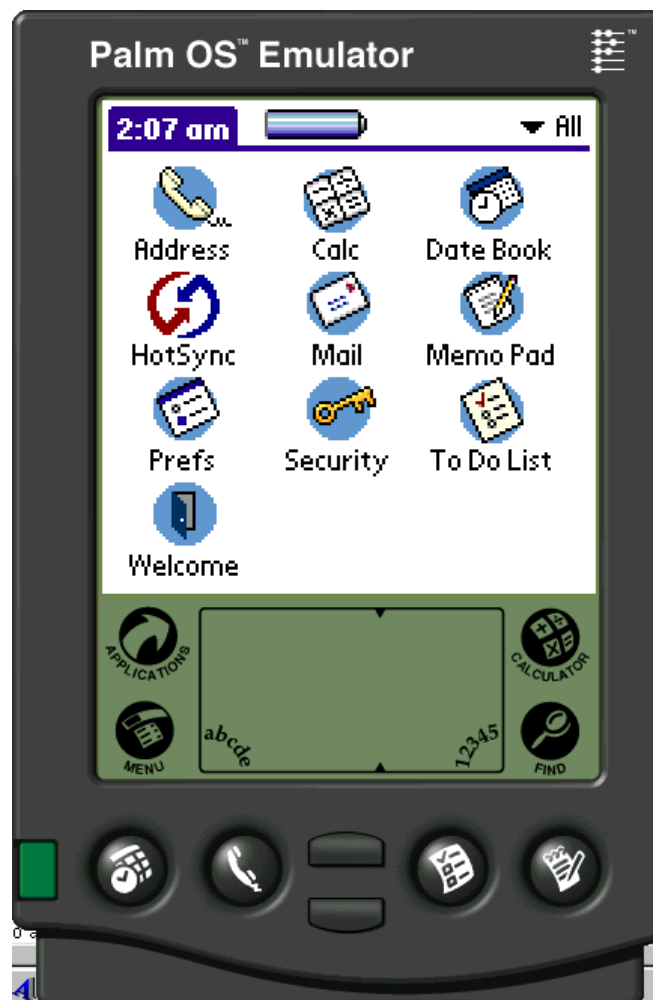 Palm OS™ Emulator ™
2:07 am All
Address Calc Date Book
HotSync Mail Memo Pad
Prefs Security To Do List
Welcome
APPLICATIONS CALCULATOR
abcde 12345
MENU FIND